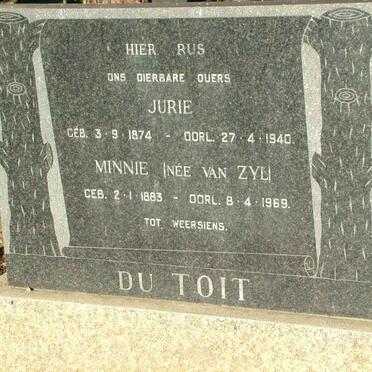 HIER RUS
ONS DIERBARE OUERS
JURIE
GEB. 3-9-1874 - OORL. 27-4-1940.
MINNIE (NÉE VAN ZYL)
GEB. 2-1-1883 - OORL. 8-4-1969.
TOT WEERSIENS.
DU TOIT